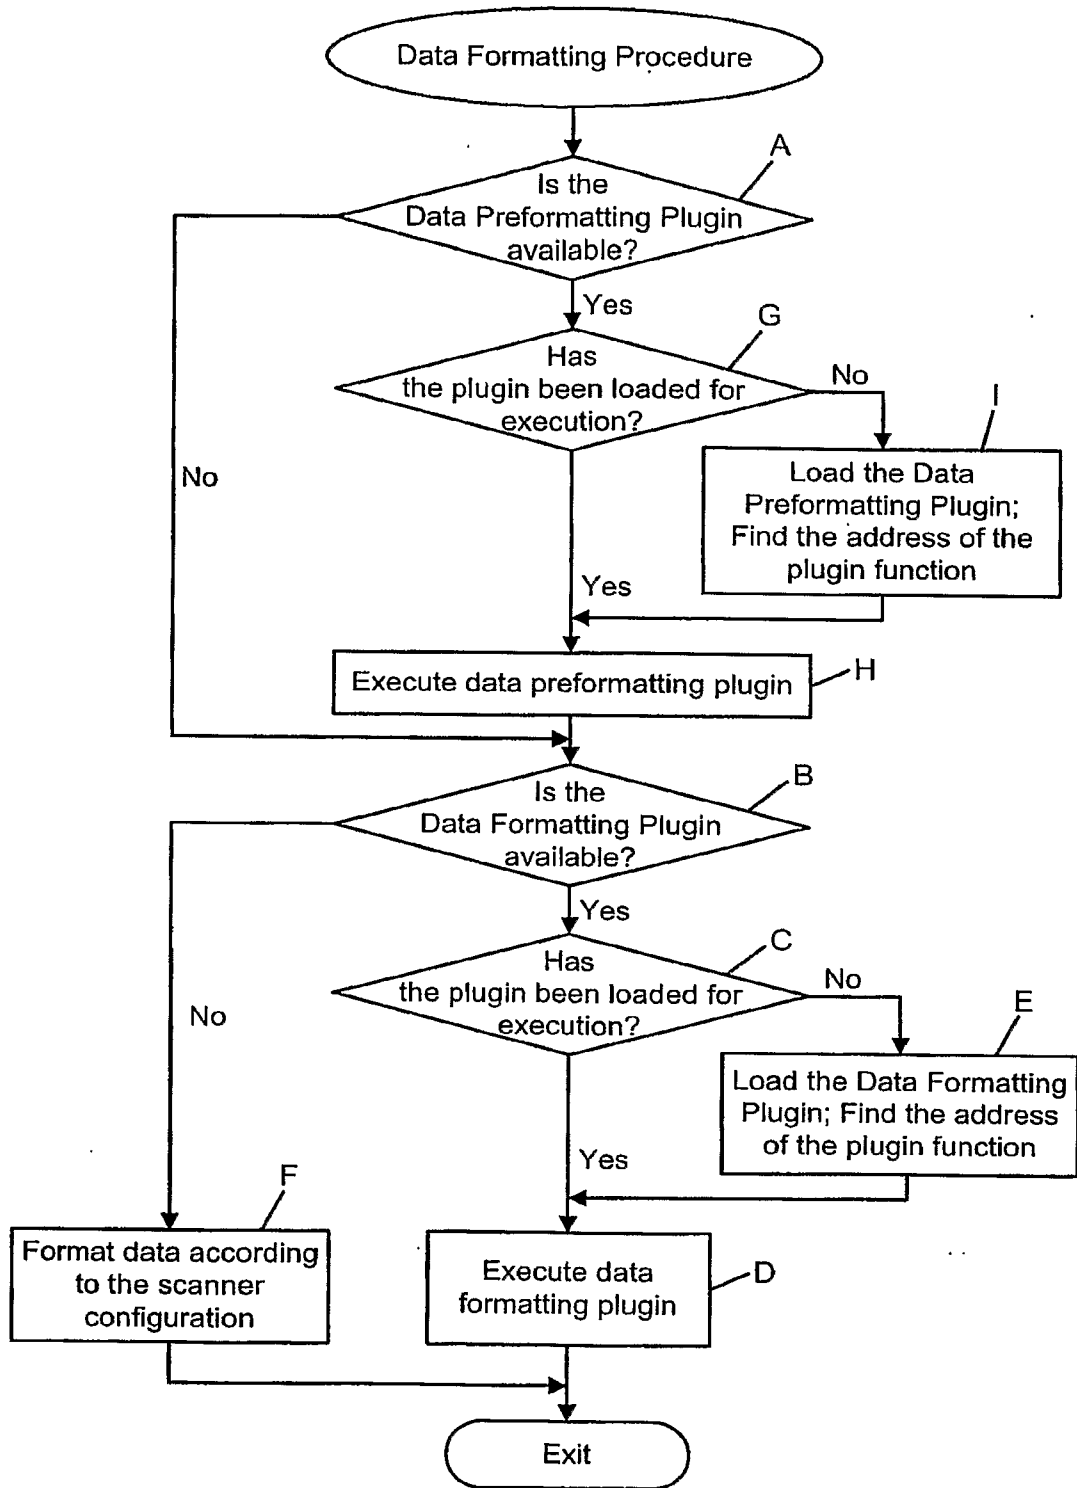 Data Formatting Procedure
A
Is the
Data Preformatting Plugin
available?
Yes
G
Has
the plugin been loaded for
execution?
No
I
No
Load the Data
Preformatting Plugin;
Find the address of the
plugin function
Yes
Execute data preformatting plugin
H
B
Is the
Data Formatting Plugin
available?
Yes
C
Has
the plugin been loaded for
execution?
No
No
E
Load the Data Formatting
Plugin; Find the address
of the plugin function
Yes
F
Format data according
to the scanner
configuration
Execute data
formatting plugin
D
Exit